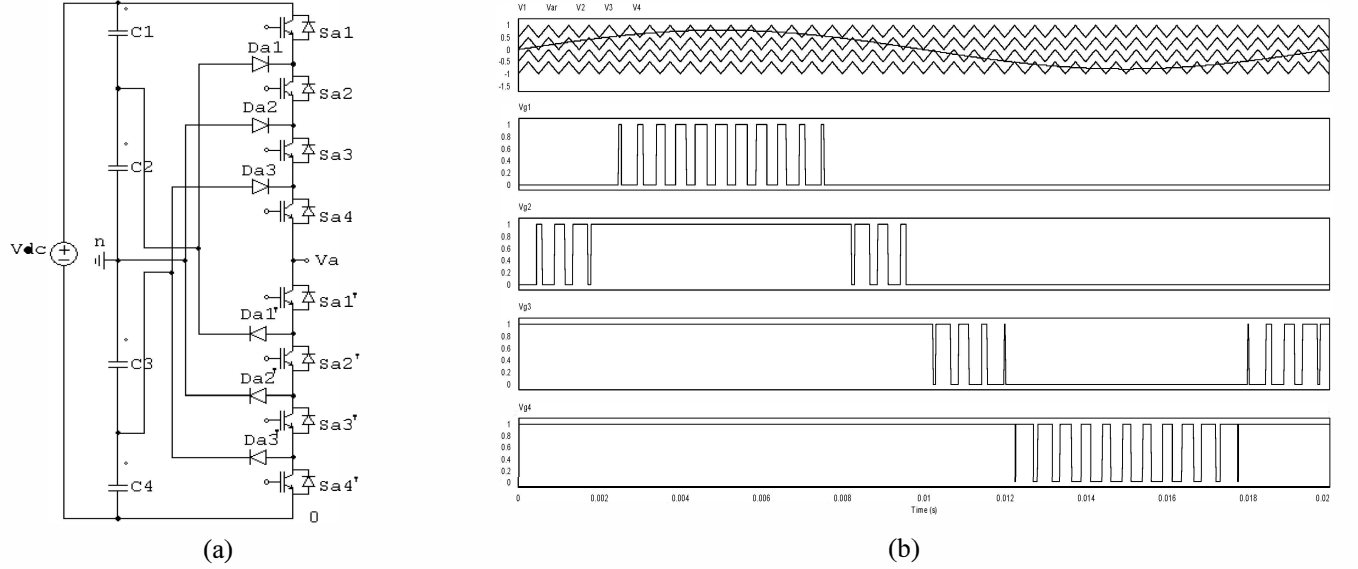 C1
Sa1
Da1
Sa2
Da2
C2
Sa3
Da3
Sa4
Vdc
n
Va
Sa1'
Da1'
C3
Sa2'
Da2'
Sa3'
Da3'
C4
Sa4'
0
(a)
V1 Var V2 V3 V4
1
0.5
0
-0.5
-1
-1.5
Vg1
1
0.8
0.6
0.4
0.2
0
Vg2
1
0.8
0.6
0.4
0.2
0
Vg3
1
0.8
0.6
0.4
0.2
0
Vg4
1
0.8
0.6
0.4
0.2
0
0 0.002 0.004 0.006 0.008 0.01 0.012 0.014 0.016 0.018 0.02
Time (s)
(b)